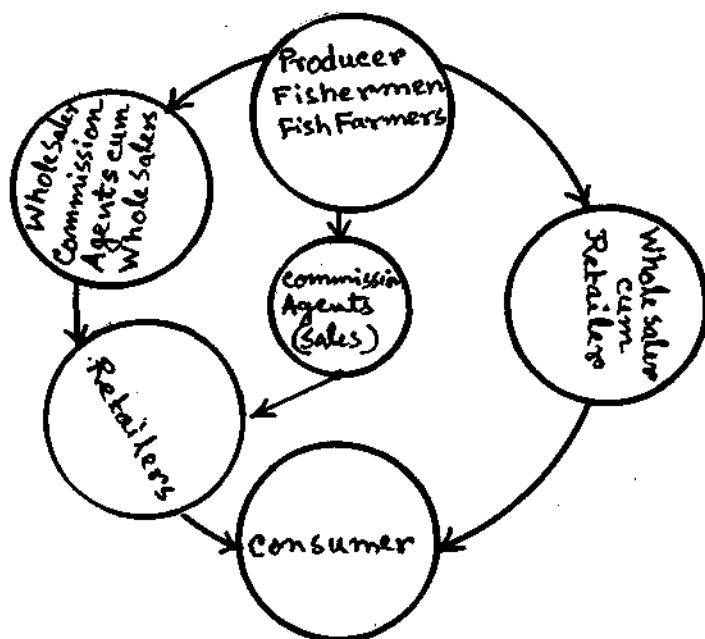 Producer
Fishermen
Fish Farmers
Wholesaler
Commission
Agents cum
Wholesalers
Commission
Agents
(Sales)
Wholesaler
cum
Retailers
Retailers
Consumer